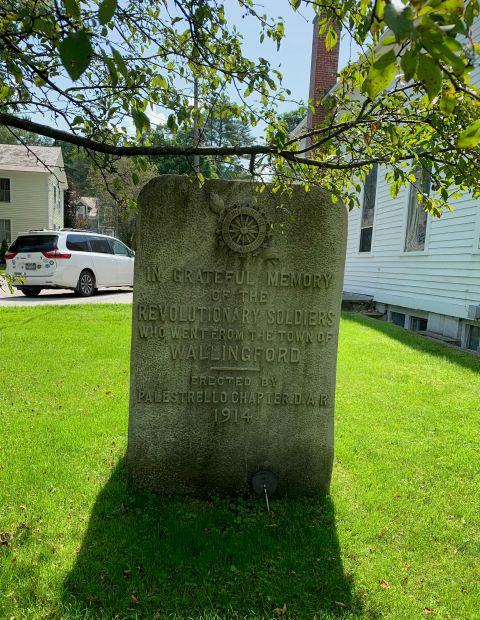 IN GRATEFUL MEMORY
OF THE
REVOLUTIONARY SOLDIERS
WHO WENT FROM THE TOWN OF
WALLINGFORD
ERECTED BY
PALESTRELLO CHAPTER. D. A. R.
1914